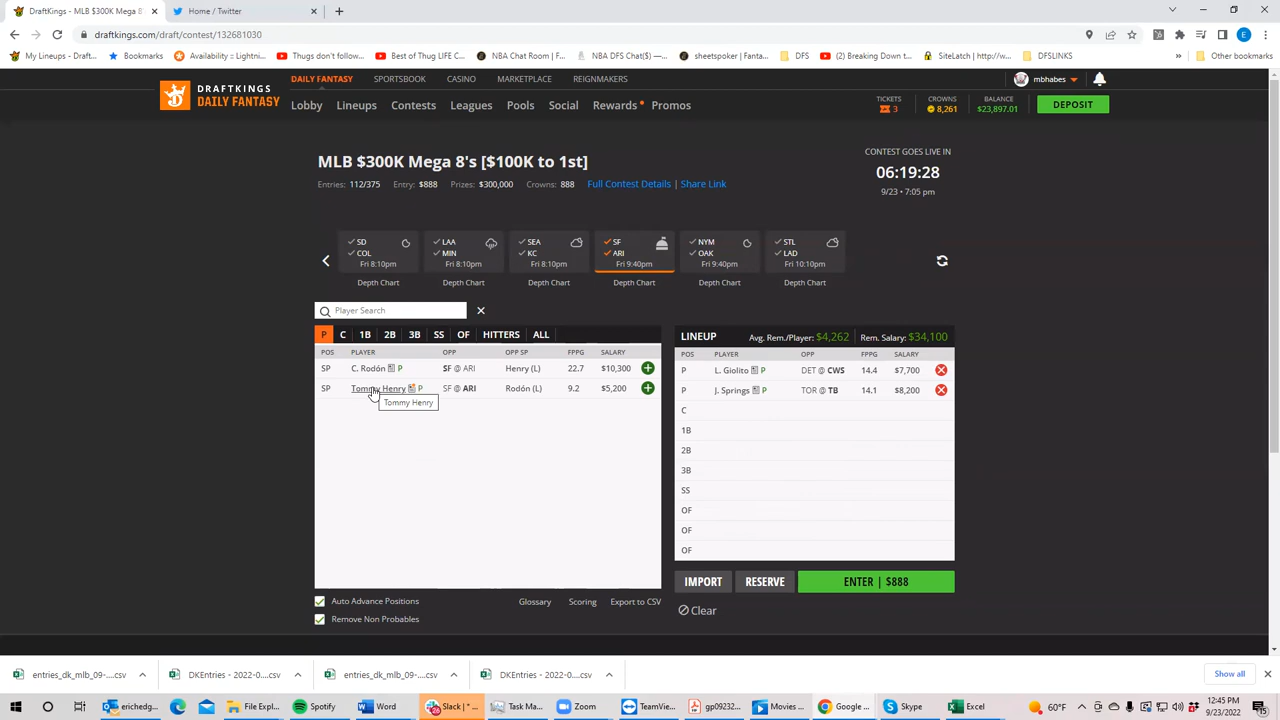 DraftKings - MLB $300K Mega 8's
Home / Twitter
draftkings.com/draft/contest/132681030
My Lineups - Draft...
Bookmarks
Availability :: Lightni...
Thugs don't follow...
Best of Thug LIFE C...
NBA Chat Room - F...
NBA DFS Chat($) —...
sheetspoker | Fanta...
DFS
(2) Breaking Down t...
SiteLatch | http://w...
DFSLINKS
»
Other bookmarks
DAILY FANTASY SPORTSBOOK CASINO MARKETPLACE REIGNMAKERS
mbhabes
DRAFTKINGS
DAILY FANTASY
Lobby Lineups Contests Leagues Pools Social Rewards Promos
TICKETS
3
CROWNS
8,261
BALANCE
$23,897.01
DEPOSIT
MLB $300K Mega 8's [$100K to 1st]
Entries: 112/375 Entry: $888 Prizes: $300,000 Crowns: 888 Full Contest Details | Share Link
CONTEST GOES LIVE IN
06:19:28
9/23 • 7:05 pm
SD
COL
Fri 8:10pm
Depth Chart
LAA
MIN
Fri 8:10pm
Depth Chart
SEA
KC
Fri 8:10pm
Depth Chart
SF
ARI
Fri 9:40pm
Depth Chart
NYM
OAK
Fri 9:40pm
Depth Chart
STL
LAD
Fri 10:10pm
Depth Chart
Player Search
P C 1B 2B 3B SS OF HITTERS ALL
POS PLAYER OPP OPP SP FPPG SALARY
SP C. Rodón P SF @ ARI Henry (L) 22.7 $10,300
SP Tommy Henry P SF @ ARI Rodón (L) 9.2 $5,200
Tommy Henry
LINEUP Avg. Rem./Player: $4,262 Rem. Salary: $34,100
POS PLAYER OPP FPPG SALARY
P L. Giolito P DET @ CWS 14.4 $7,700
P J. Springs P TOR @ TB 14.1 $8,200
C
1B
2B
3B
SS
OF
OF
OF
IMPORT RESERVE ENTER | $888
Clear
Auto Advance Positions
Remove Non Probables
Glossary Scoring Export to CSV
entries_dk_mlb_09-....csv
DKEntries - 2022-0....csv
entries_dk_mlb_09-....csv
DKEntries - 2022-0....csv
Show all
erichedg...
File Expl...
Spotify
Word
Slack | * ...
Task Ma...
Zoom
TeamVie...
gp09232...
Movies ...
Google ...
Skype
Excel
60°F
12:45 PM
9/23/2022